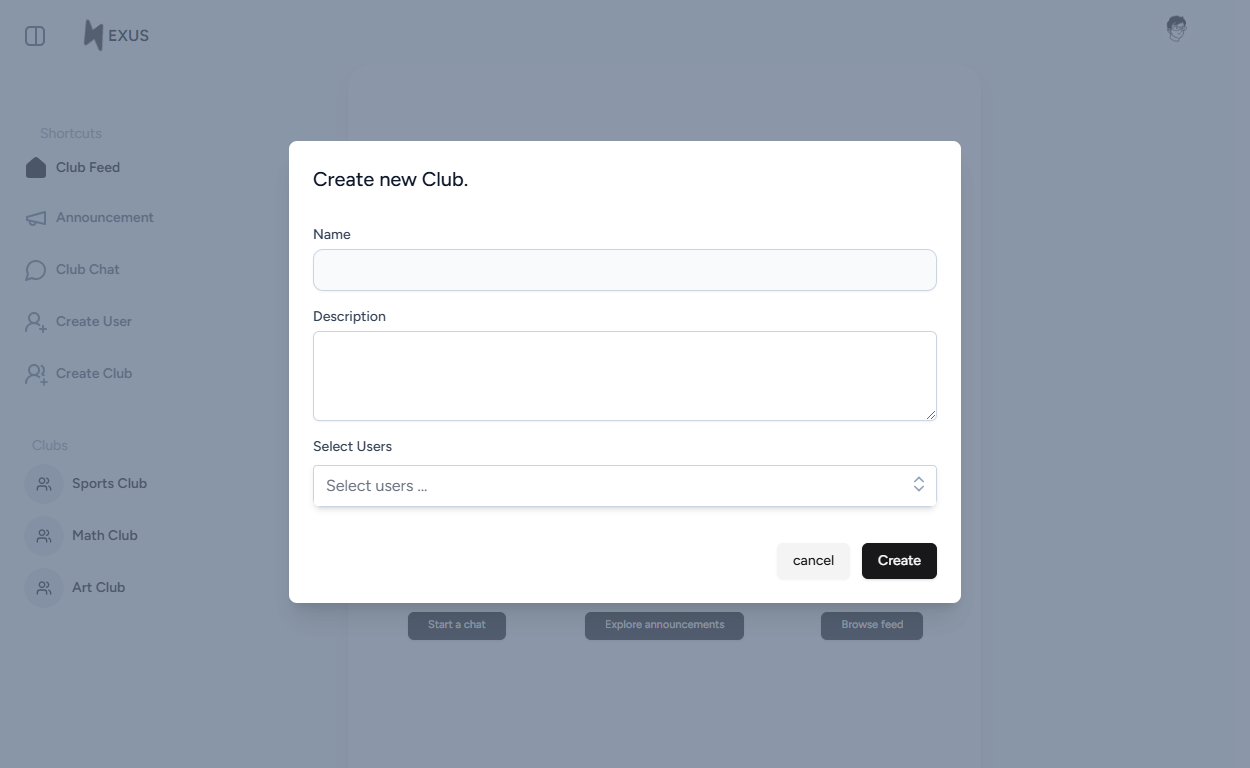 EXUS
Shortcuts
Club Feed
Announcement
Club Chat
Create User
Create Club
Clubs
Sports Club
Math Club
Art Club
Create new Club.
Name
Description
Select Users
Select users ...
cancel
Create
Start a chat
Explore announcements
Browse feed